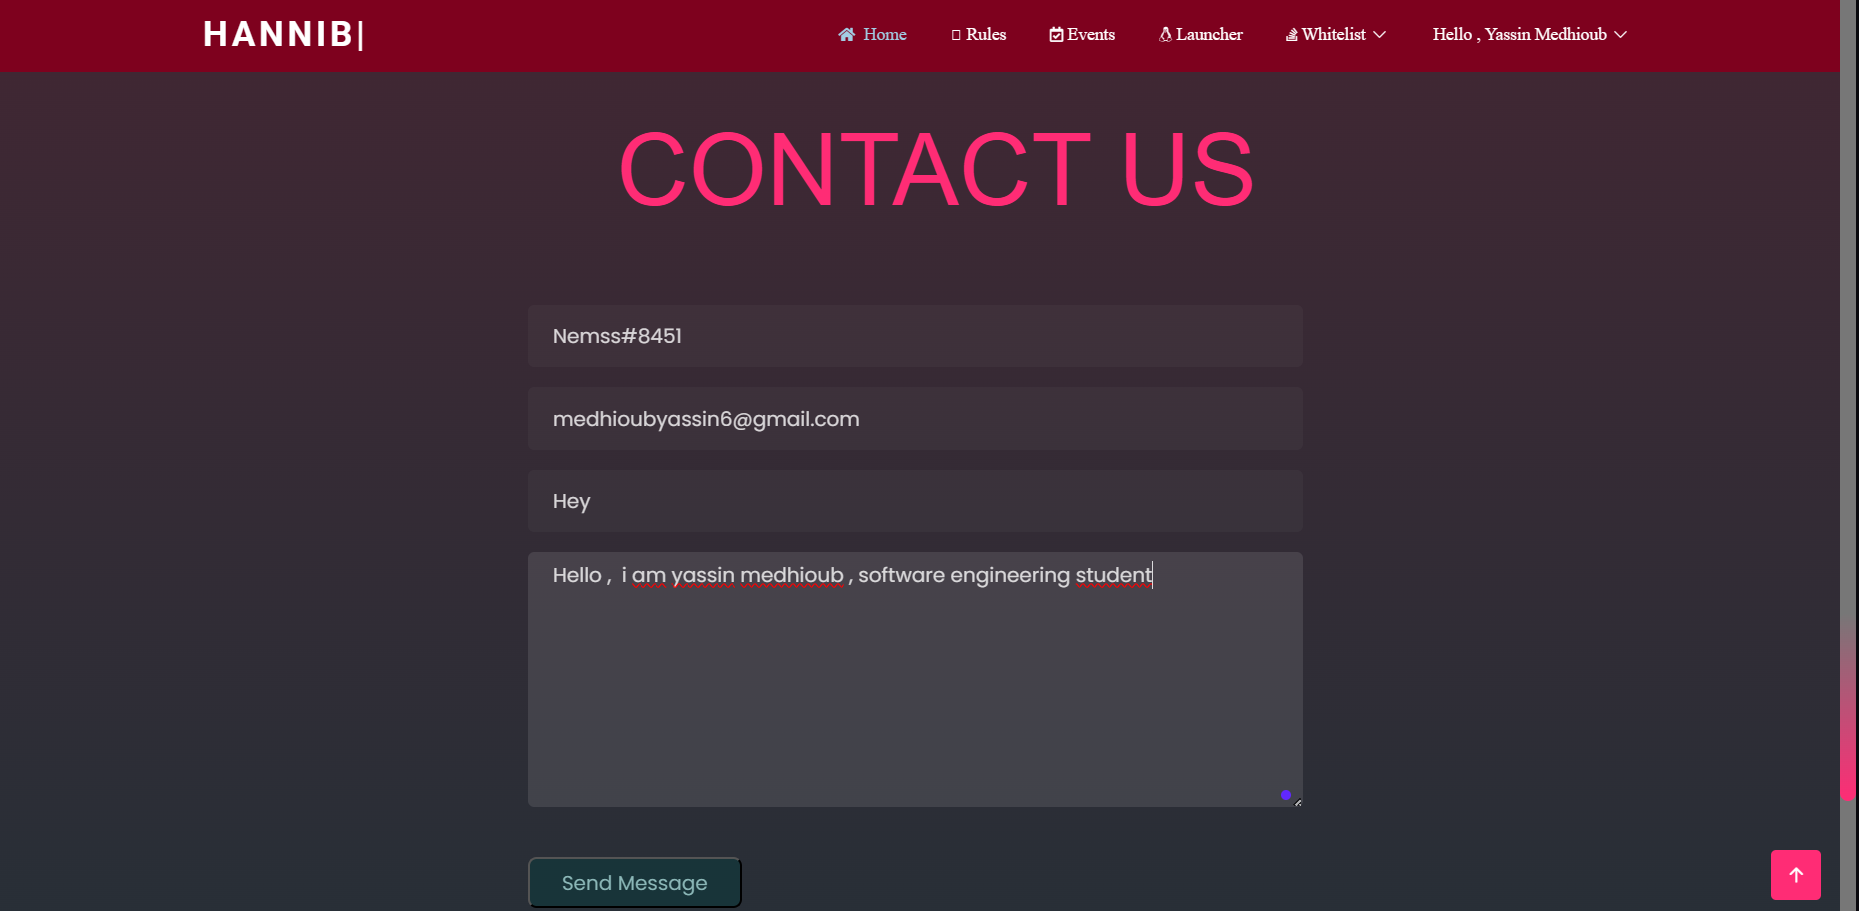 HANNIB|
Home Rules Events Launcher Whitelist Hello , Yassin Medhioub
CONTACT US
Nemss#8451
medhioubyassin6@gmail.com
Hey
Hello ,  i am yassin medhioub , software engineering student
Send Message